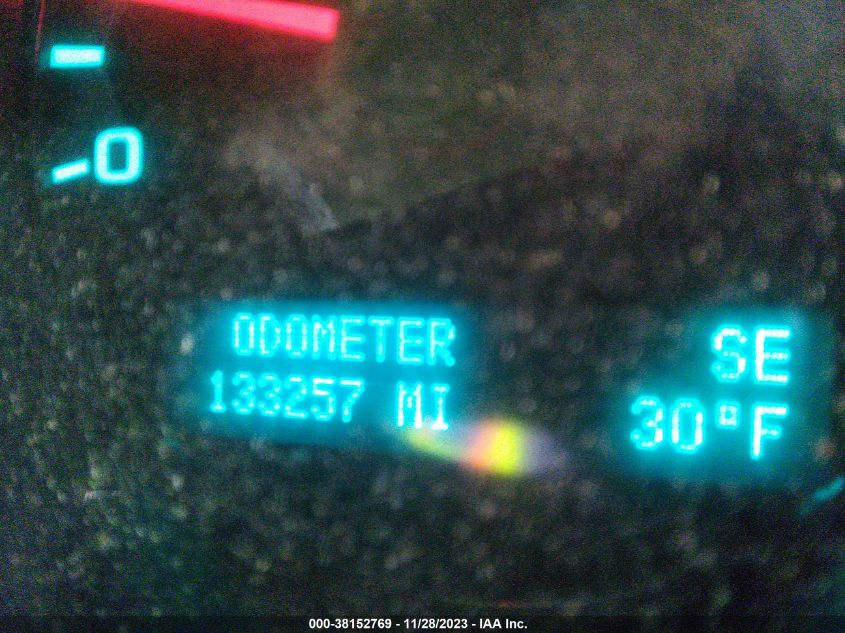 0
ODOMETER
133257 MI
SE
30°F
000-38152769 - 11/28/2023 - IAA Inc.